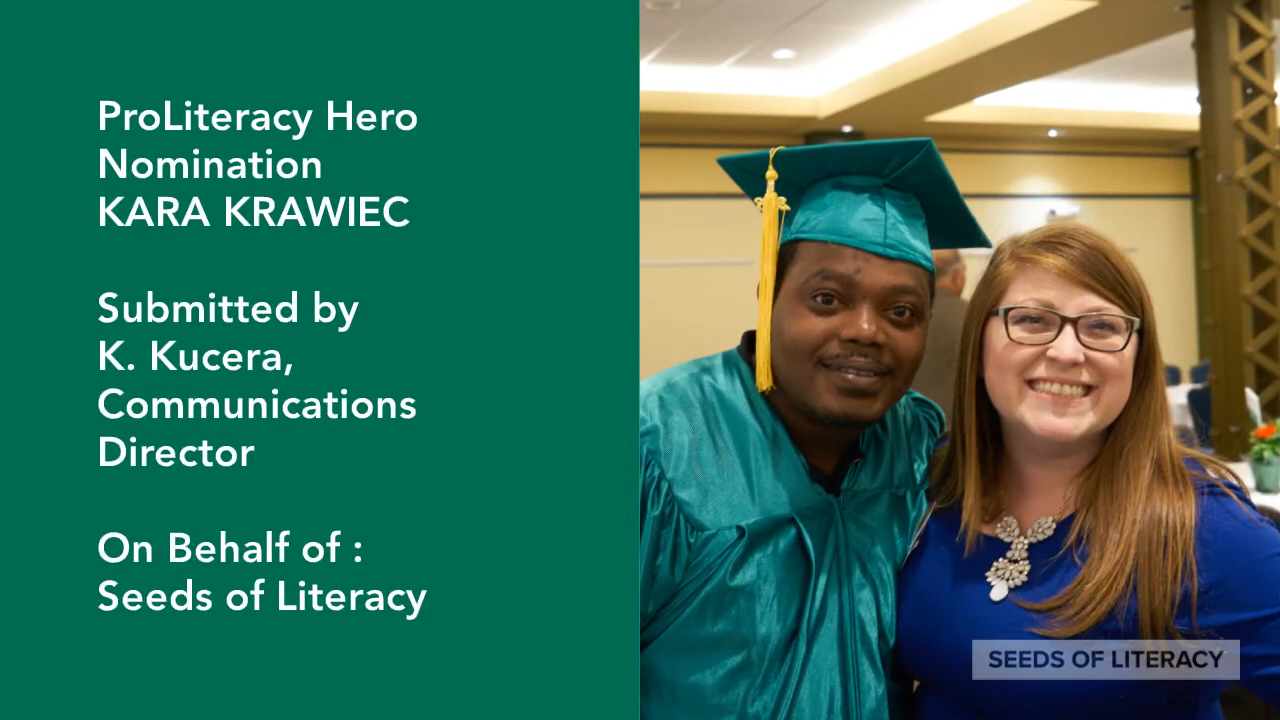 ProLiteracy Hero
Nomination
KARA KRAWIEC
Submitted by
K. Kucera,
Communications
Director
On Behalf of :
Seeds of Literacy
SEEDS OF LITERACY